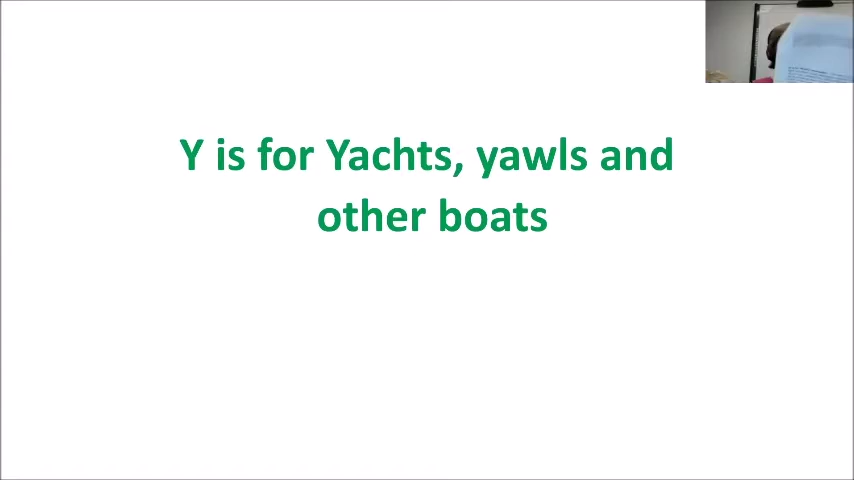 Y is for Yachts, yawls and
other boats